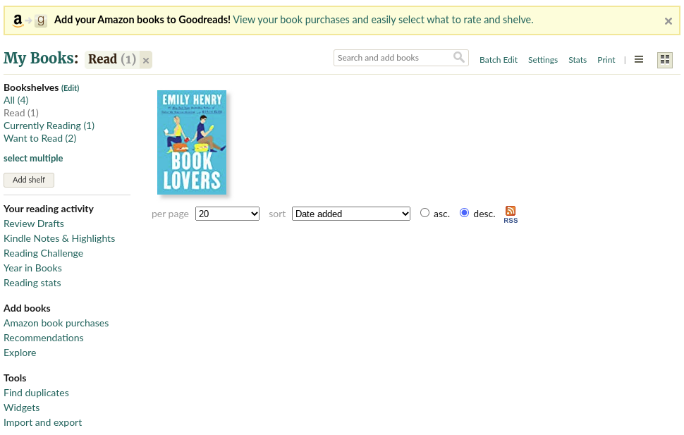 Add your Amazon books to Goodreads! View your book purchases and easily select what to rate and shelve.
My Books: Read (1) ×
Search and add books
Batch Edit Settings Stats Print |
Bookshelves (Edit)
All (4)
Read (1)
Currently Reading (1)
Want to Read (2)
select multiple
Add shelf
Your reading activity
Review Drafts
Kindle Notes & Highlights
Reading Challenge
Year in Books
Reading stats
Add books
Amazon book purchases
Recommendations
Explore
Tools
Find duplicates
Widgets
Import and export
EMILY HENRY
BOOK
LOVERS
per page 20 sort Date added asc. desc. RSS